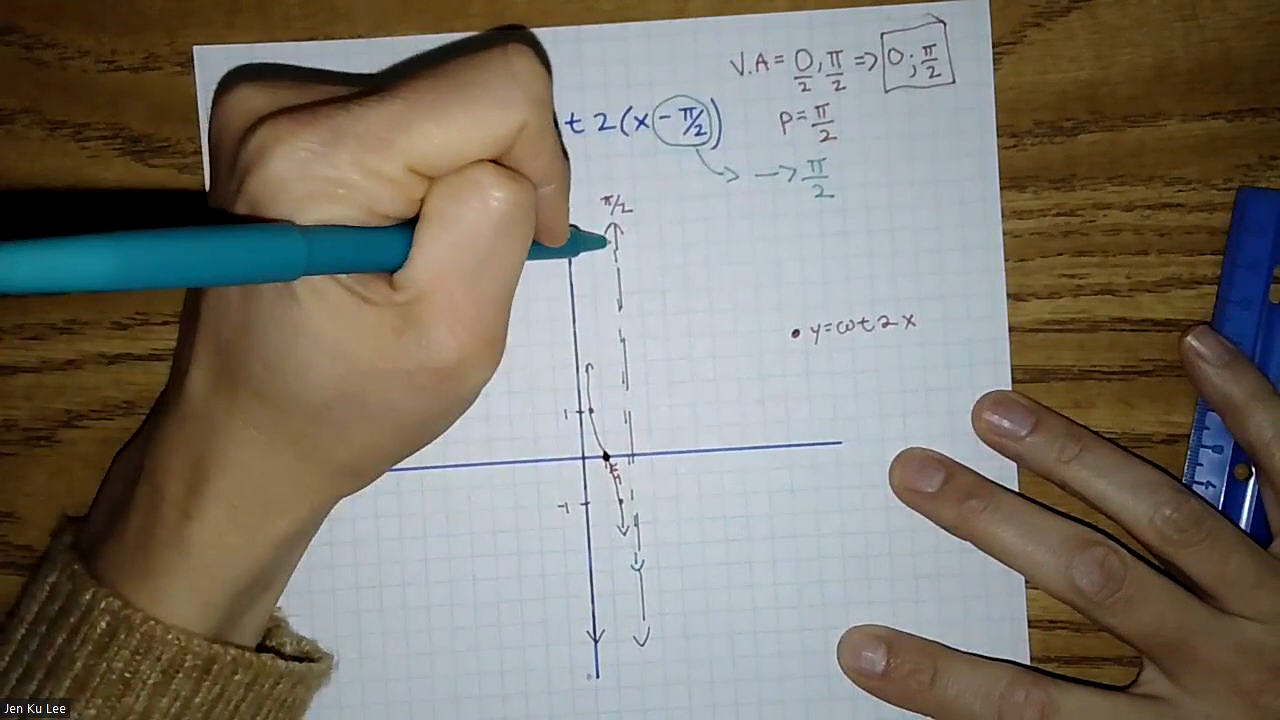 V.A = 0/2, π/2 => 0; π/2
t 2(x - π/2)
p = π/2
—> π/2
π/2
• y = cot 2x
1
-1
Jen Ku Lee